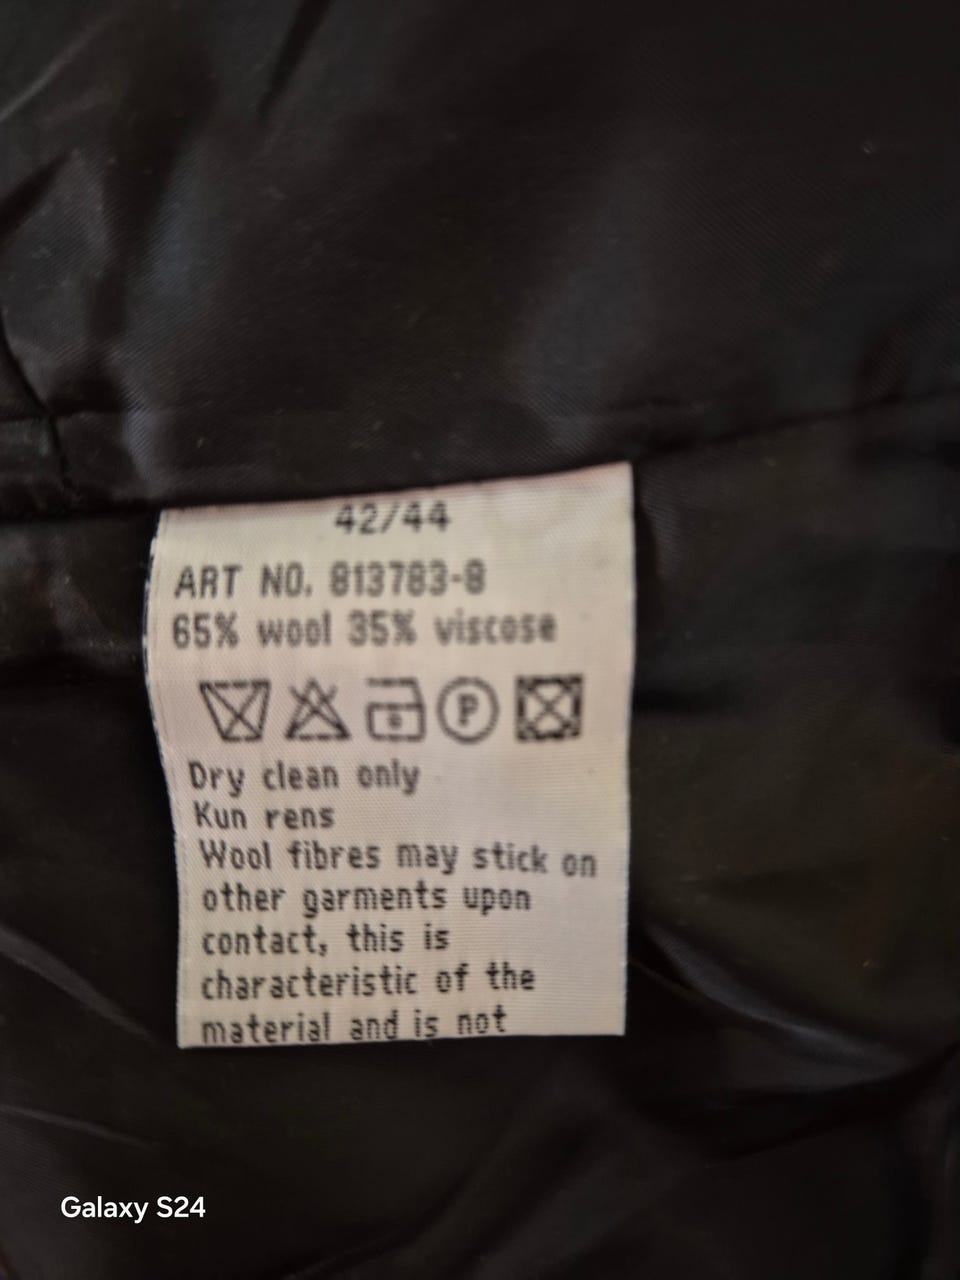 42/44
ART NO. 813783-8
65% wool 35% viscose
P
Dry clean only
Kun rens
Wool fibres may stick on
other garments upon
contact, this is
characteristic of the
material and is not
Galaxy S24